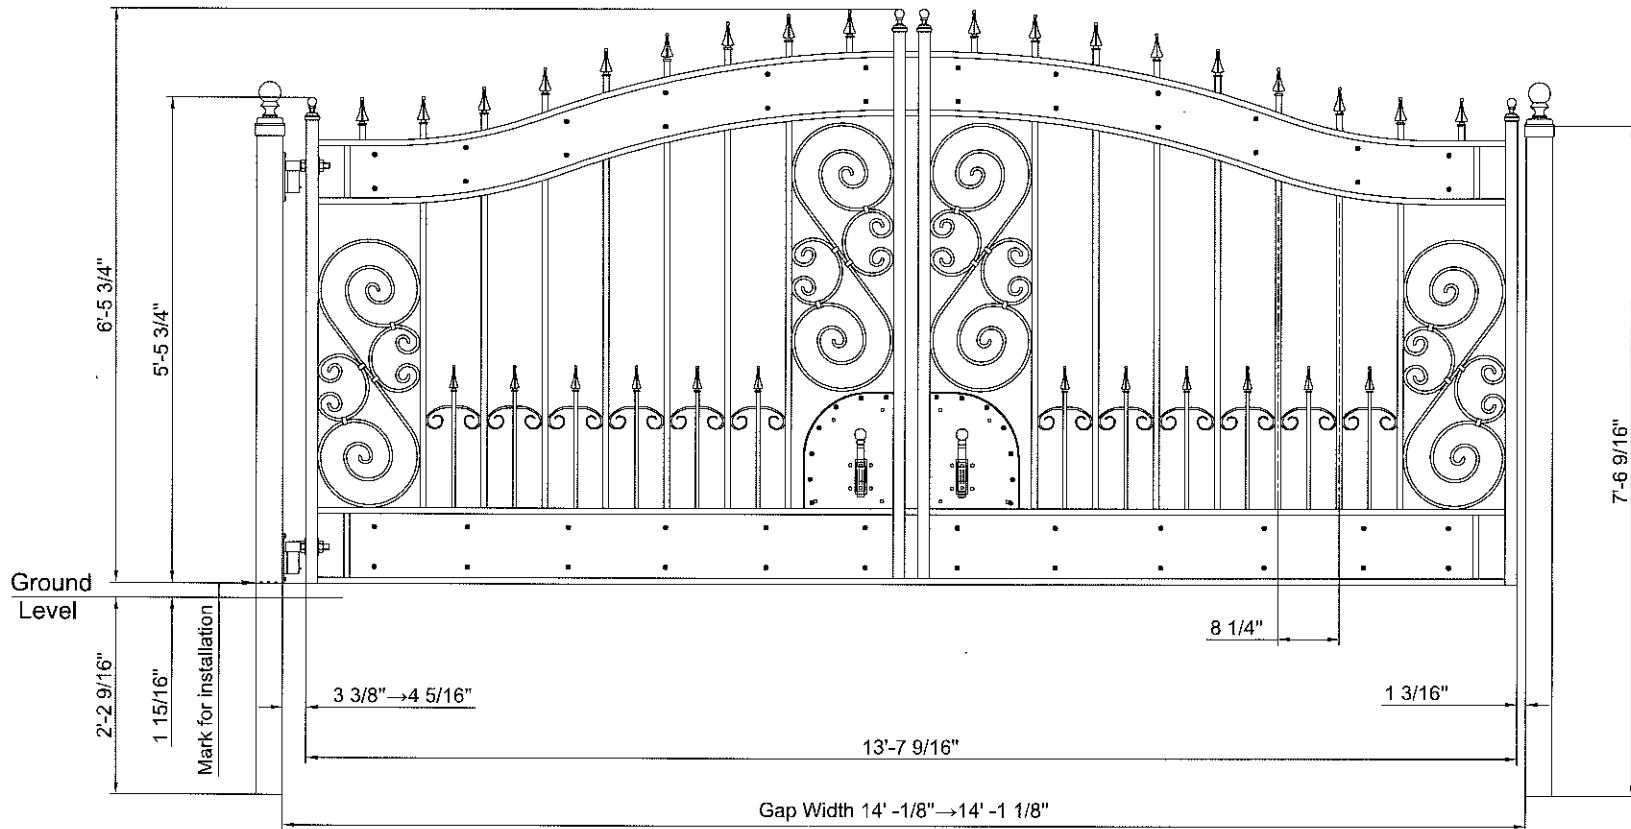 6'-5 3/4"
5'-5 3/4"
7'-6 9/16"
Ground
Level
8 1/4"
2'-2 9/16"
1 15/16"
Mark for installation
3 3/8"→4 5/16"
1 3/16"
13'-7 9/16"
Gap Width 14' -1/8"→14' -1 1/8"